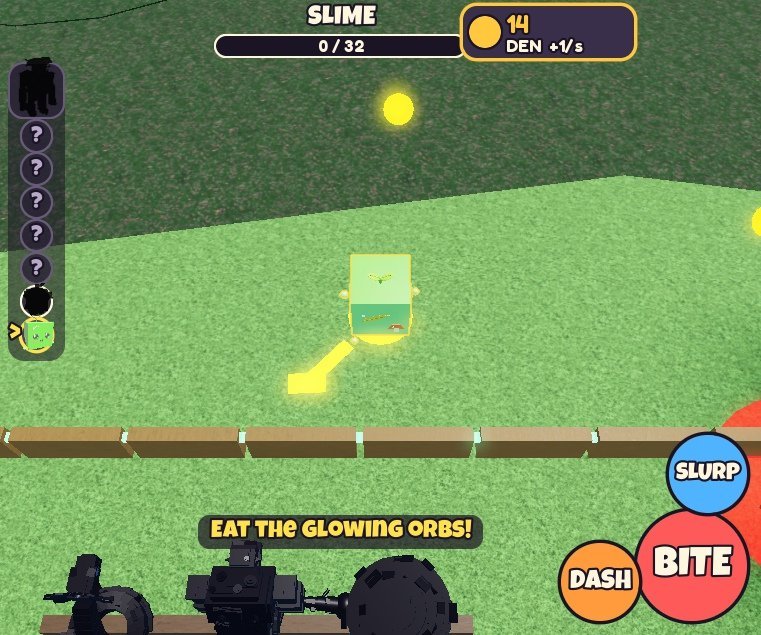 SLIME
0 / 32
14
DEN +1/s
?
?
?
?
?
>
EAT THE GLOWING ORBS!
SLURP
BITE
DASH